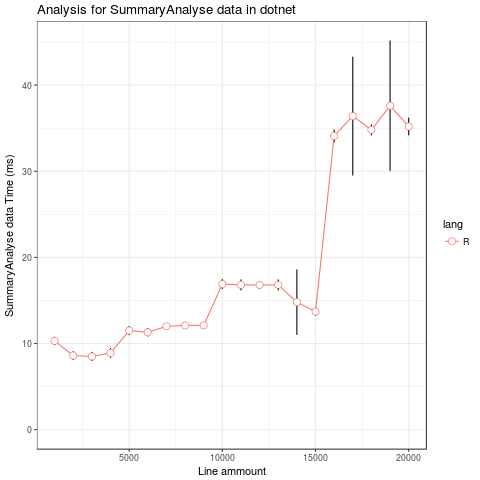 Analysis for SummaryAnalyse data in dotnet
SummaryAnalyse data Time (ms)
40
30
20
10
0
5000
10000
15000
20000
Line ammount
lang
R